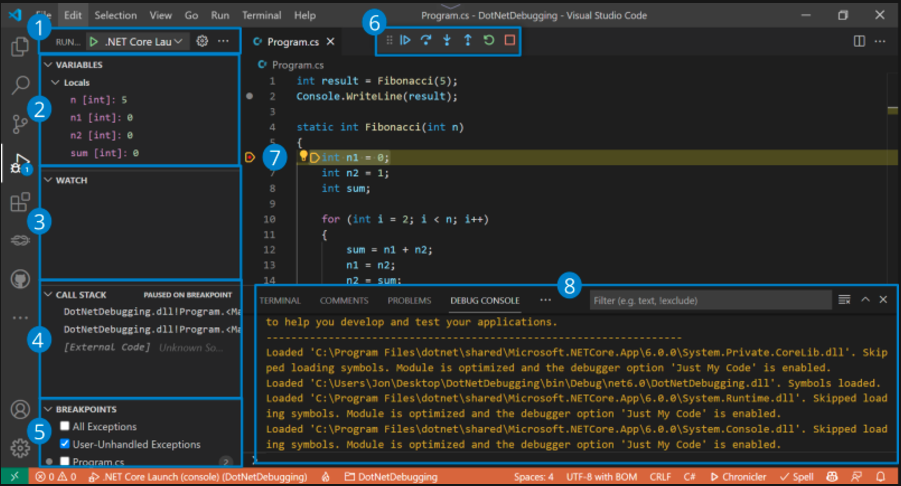 File Edit Selection View Go Run Terminal Help Program.cs - DotNetDebugging - Visual Studio Code
1 RUN... .NET Core Lau ... 6 Program.cs ...
Program.cs
VARIABLES
Locals
2
n [int]: 5
n1 [int]: 0
n2 [int]: 0
sum [int]: 0
1
WATCH
3
CALL STACK PAUSED ON BREAKPOINT
DotNetDebugging.dll!Program.<Ma
DotNetDebugging.dll!Program.<Ma
[External Code] Unknown So...
4
BREAKPOINTS
5
All Exceptions
User-Unhandled Exceptions
Program.cs 2
1 int result = Fibonacci(5);
2 Console.WriteLine(result);
3
4 static int Fibonacci(int n)
5 {
7 int n1 = 0;
7 int n2 = 1;
8 int sum;
9
10 for (int i = 2; i < n; i++)
11 {
12 sum = n1 + n2;
13 n1 = n2;
14 n2 = sum;
8
TERMINAL COMMENTS PROBLEMS DEBUG CONSOLE ... Filter (e.g. text, !exclude)
to help you develop and test your applications.
----------------------------------------------------------------------
Loaded 'C:\Program Files\dotnet\shared\Microsoft.NETCore.App\6.0.0\System.Private.CoreLib.dll'. Skip
ped loading symbols. Module is optimized and the debugger option 'Just My Code' is enabled.
Loaded 'C:\Users\Jon\Desktop\DotNetDebugging\bin\Debug\net6.0\DotNetDebugging.dll'. Symbols loaded.
Loaded 'C:\Program Files\dotnet\shared\Microsoft.NETCore.App\6.0.0\System.Runtime.dll'. Skipped load
ing symbols. Module is optimized and the debugger option 'Just My Code' is enabled.
Loaded 'C:\Program Files\dotnet\shared\Microsoft.NETCore.App\6.0.0\System.Console.dll'. Skipped load
ing symbols. Module is optimized and the debugger option 'Just My Code' is enabled.
0 0 .NET Core Launch (console) (DotNetDebugging) DotNetDebugging Spaces: 4 UTF-8 with BOM CRLF C# Chronicler Spell